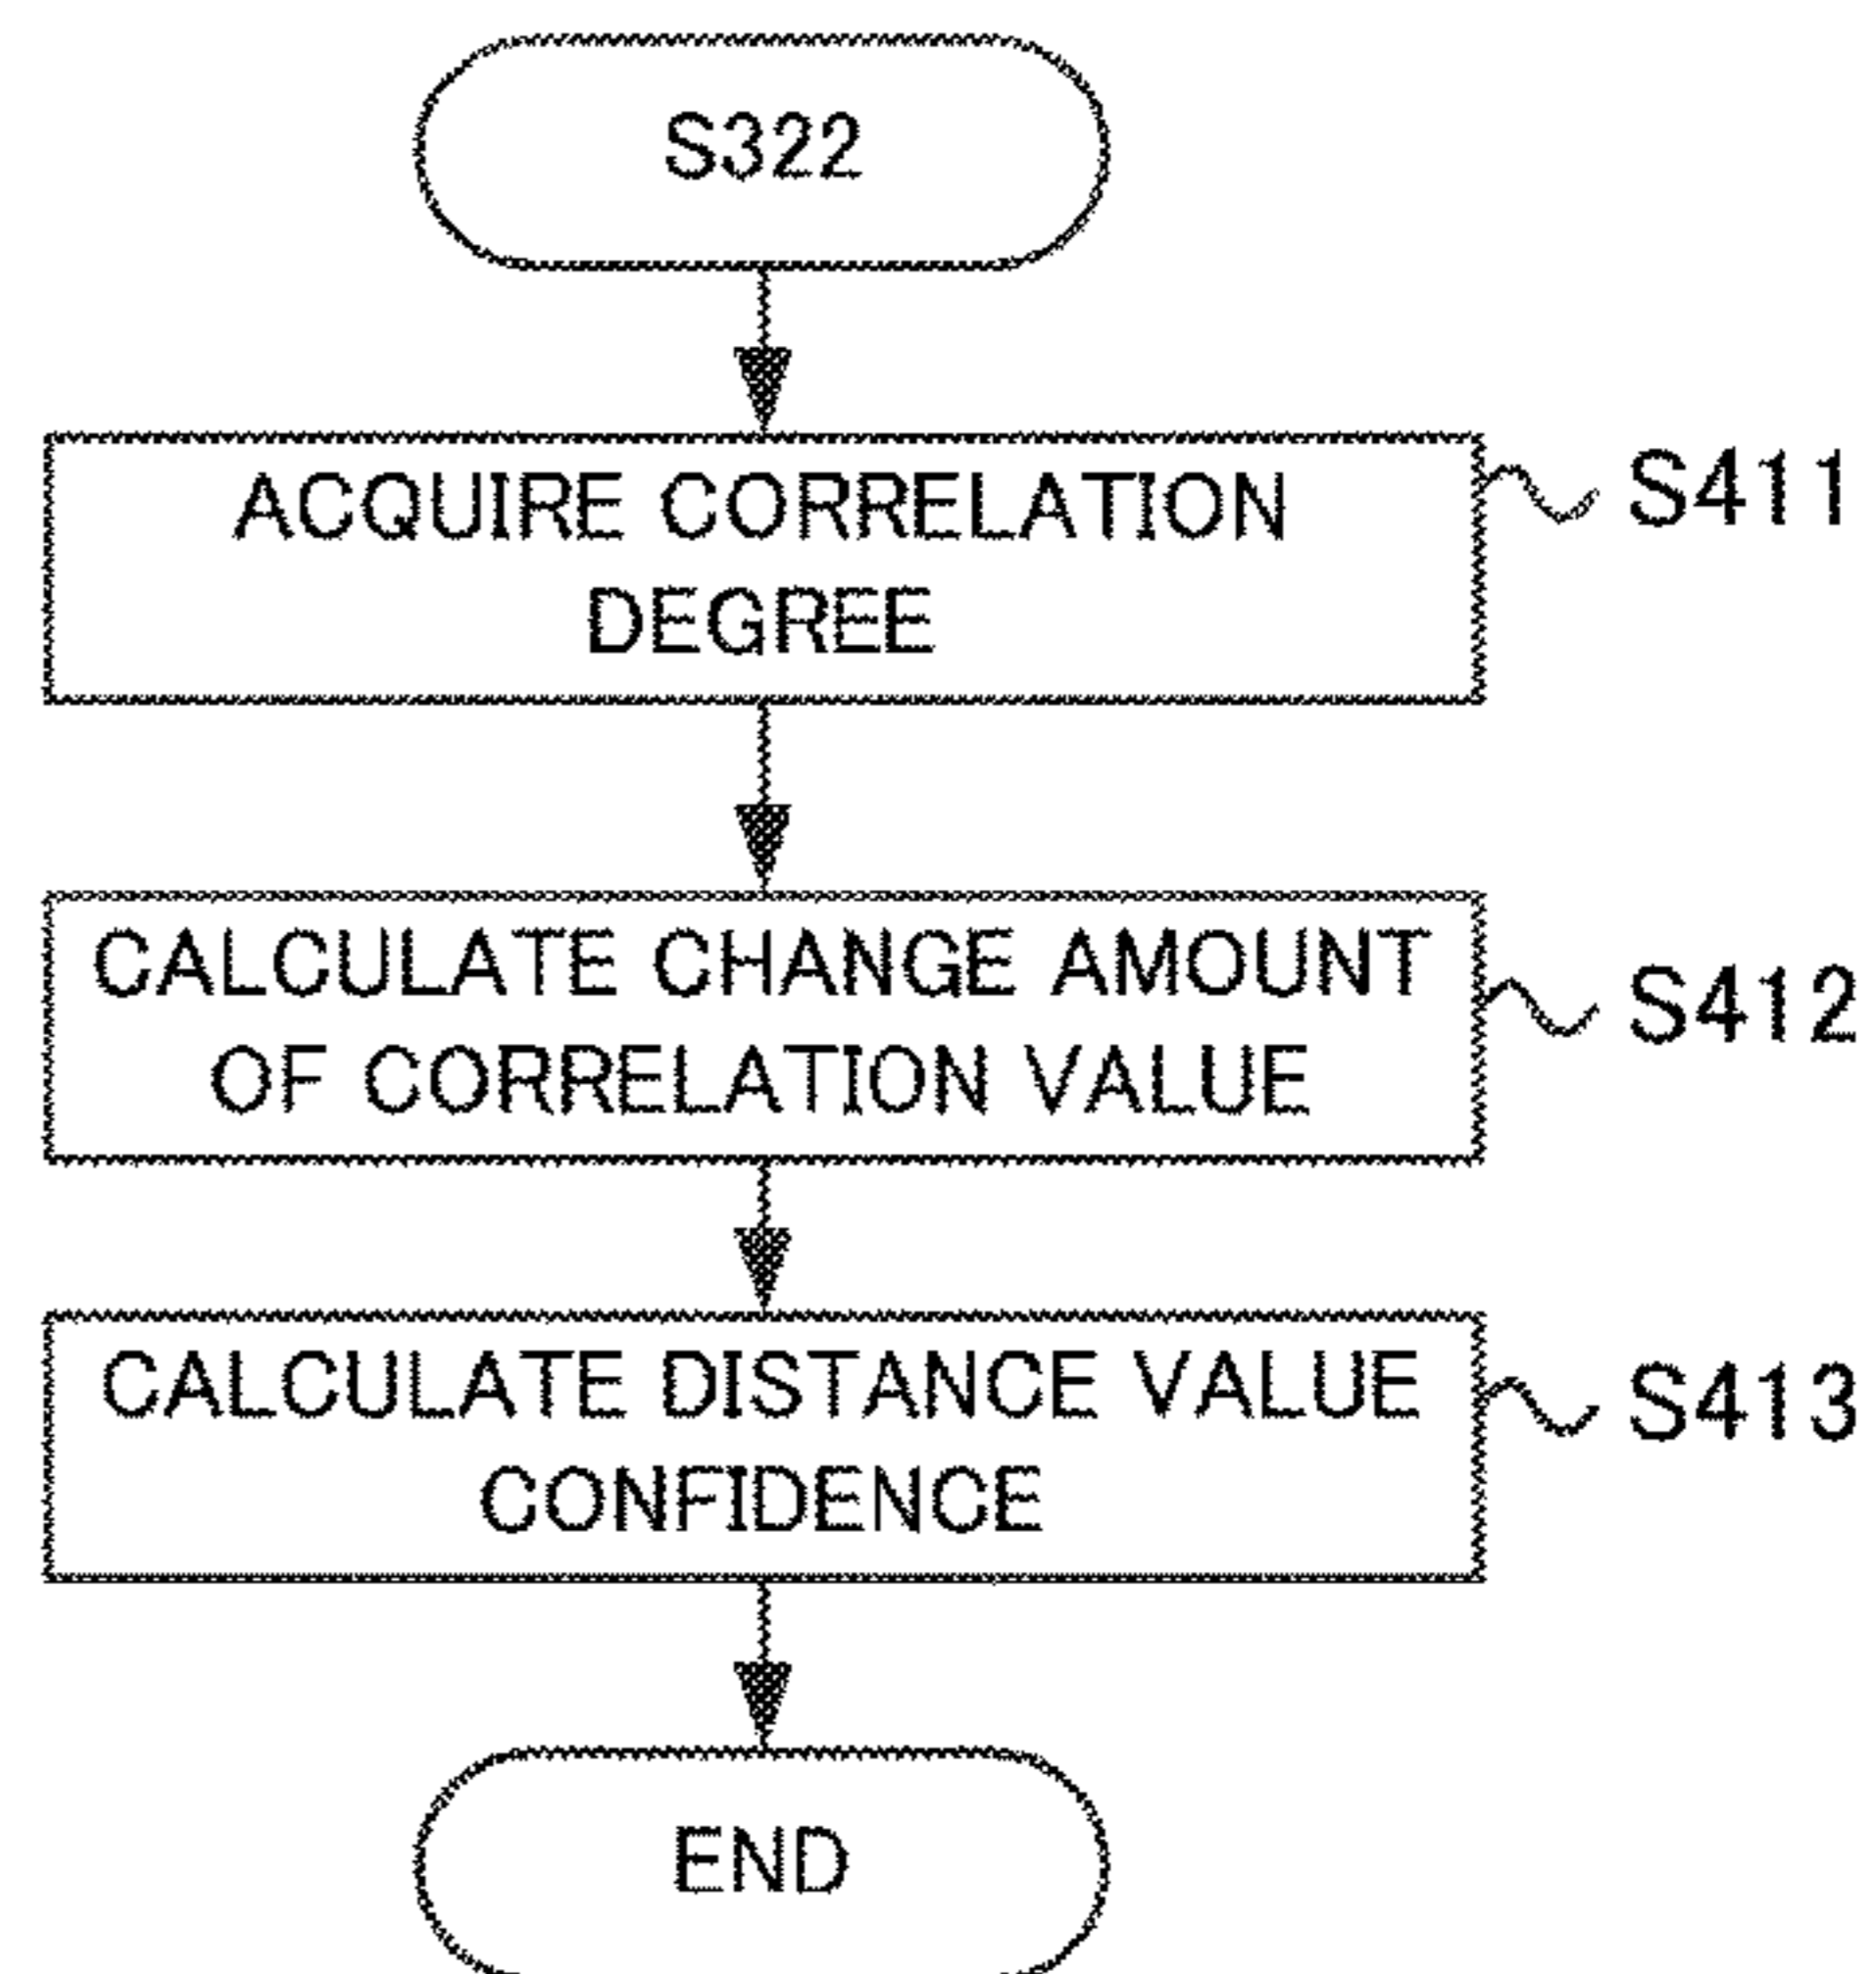 S322
ACQUIRE CORRELATION
DEGREE
S411
CALCULATE CHANGE AMOUNT
OF CORRELATION VALUE
S412
CALCULATE DISTANCE VALUE
CONFIDENCE
S413
END